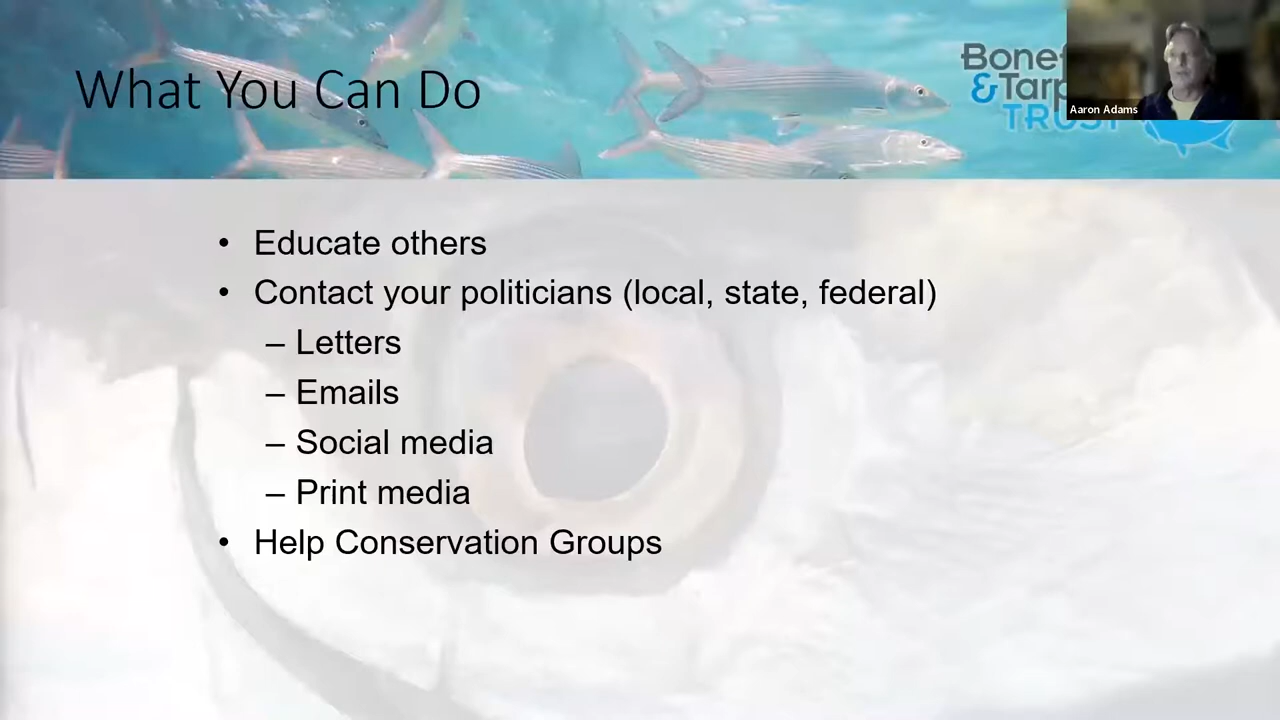 What You Can Do
Aaron Adams
TRUST
• Educate others
• Contact your politicians (local, state, federal)
– Letters
– Emails
– Social media
– Print media
• Help Conservation Groups